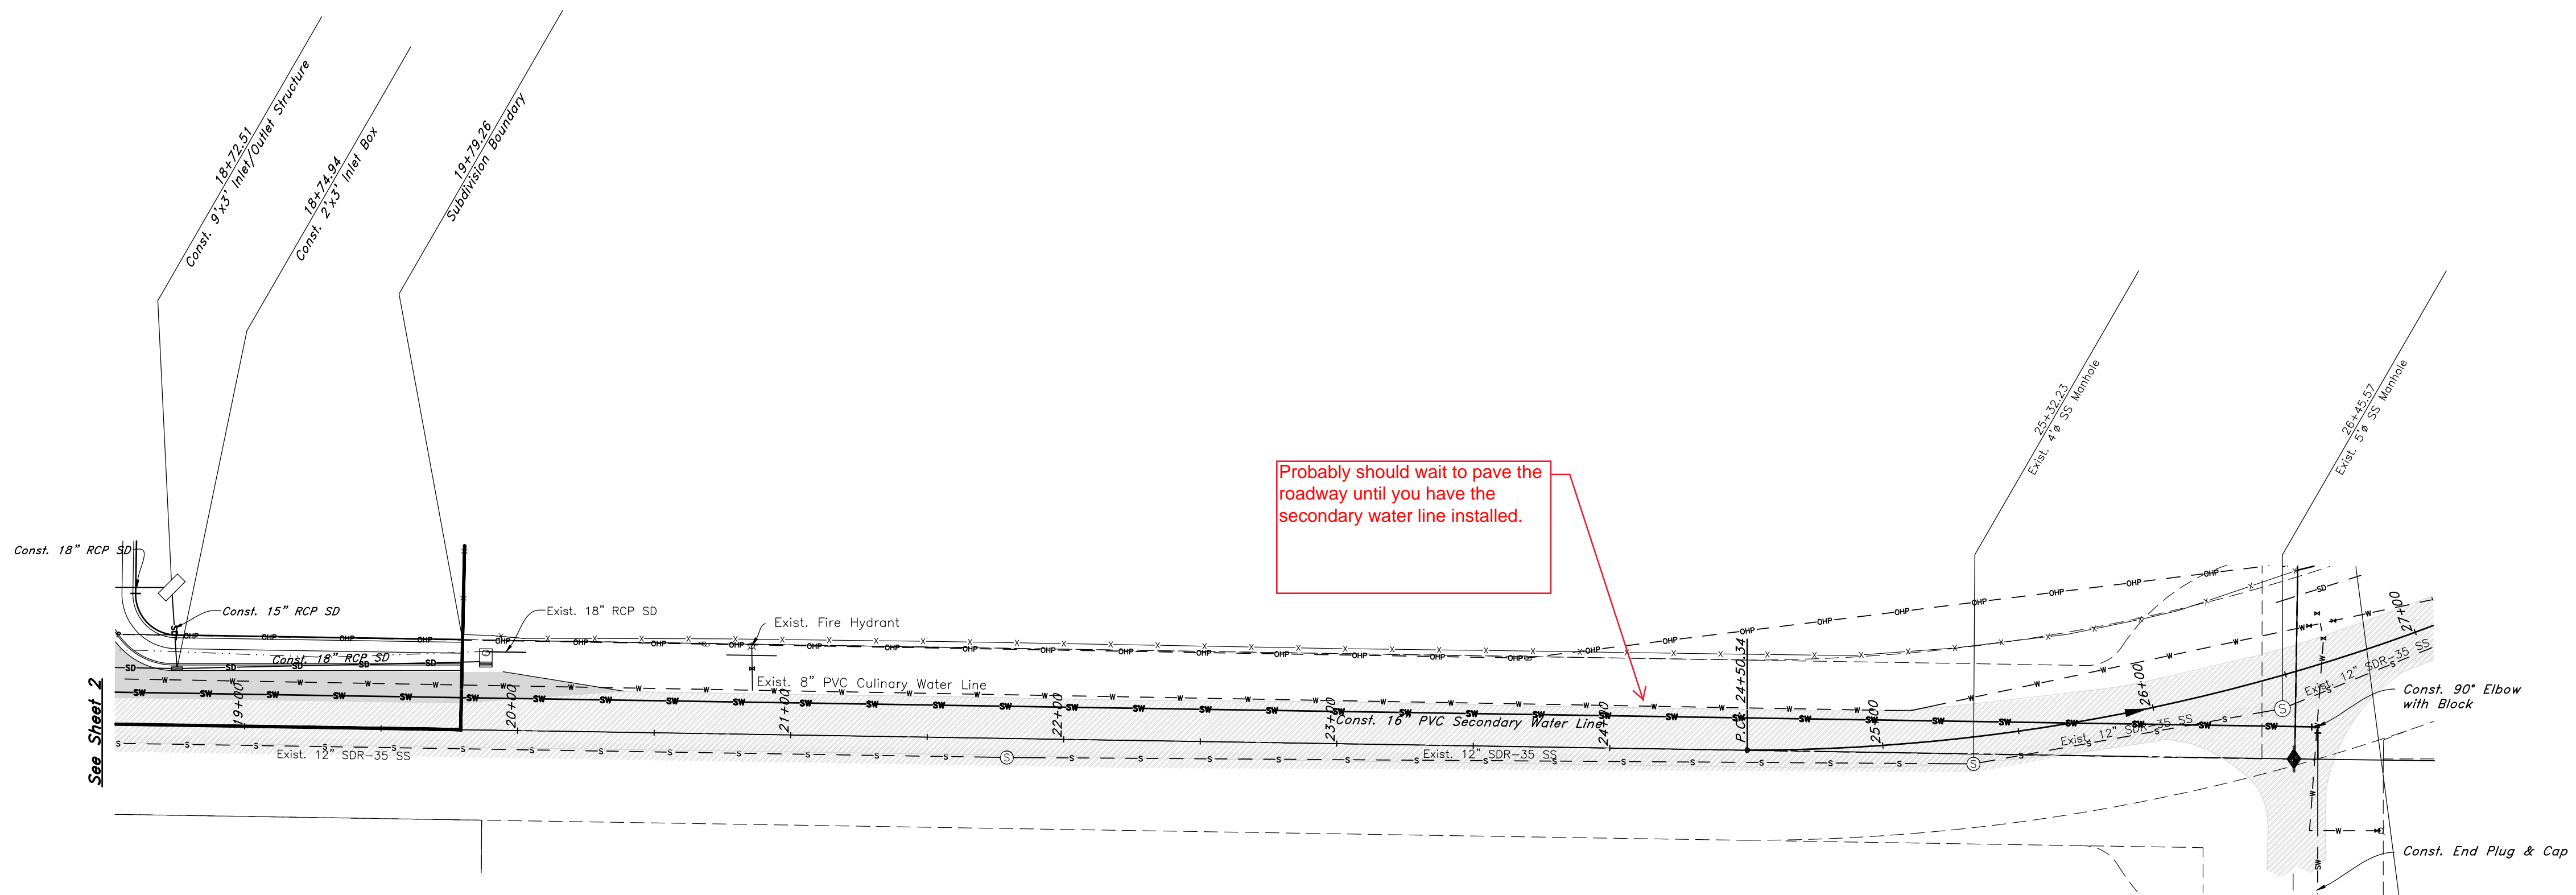 18+72.51
Const. 9'x3' Inlet/Outlet Structure
18+74.94
Const. 2'x3' Inlet Box
19+79.26
Subdivision Boundary
25+32.23
Exist. 4'ø SS Manhole
26+45.57
Exist. 5'ø SS Manhole
Probably should wait to pave the
roadway until you have the
secondary water line installed.
Const. 18" RCP SD
Const. 15" RCP SD
Exist. 18" RCP SD
Exist. Fire Hydrant
Const. 18" RCP SD
Exist. 8" PVC Culinary Water Line
Const. 16" PVC Secondary Water Line
See Sheet 2
19+00
20+00
21+00
22+00
23+00
24+00
P.C. 24+50.34
25+00
26+00
27+00
Exist. 12" SDR-35 SS
Exist. 12" SDR-35 SS
Exist. 12" SDR-35 SS
Exist. 12" SDR-35 SS
Const. 90° Elbow
with Block
Const. End Plug & Cap